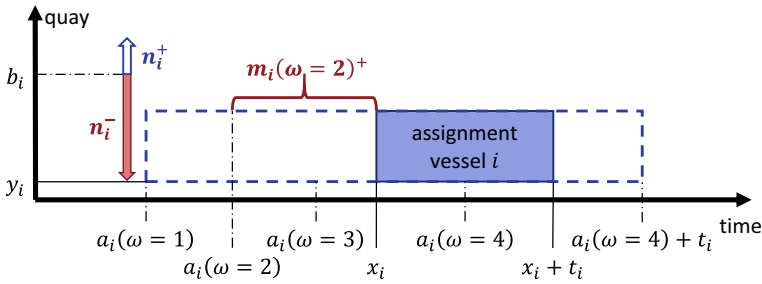 quay
n_i^+
b_i
m_i(ω = 2)^+
n_i^-
assignment
vessel i
y_i
time
a_i(ω = 1) a_i(ω = 3) a_i(ω = 4) a_i(ω = 4) + t_i
a_i(ω = 2) x_i x_i + t_i